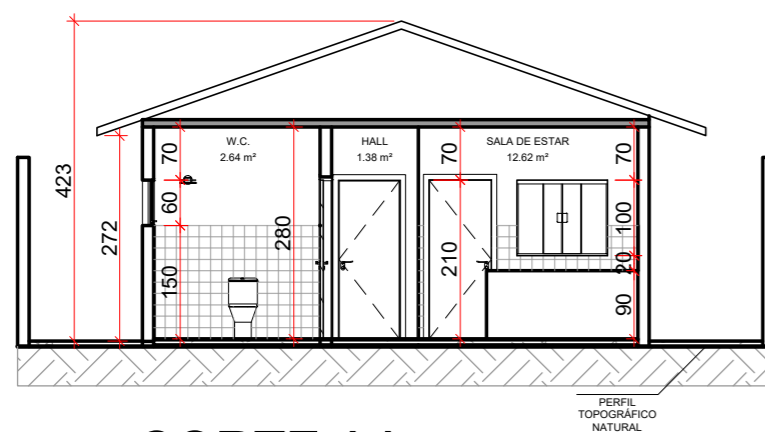 423
272
W.C.
2.64 m²
HALL
1.38 m²
SALA DE ESTAR
12.62 m²
70
60
150
280
70
210
70
100
20
90
PERFIL
TOPOGRÁFICO
NATURAL